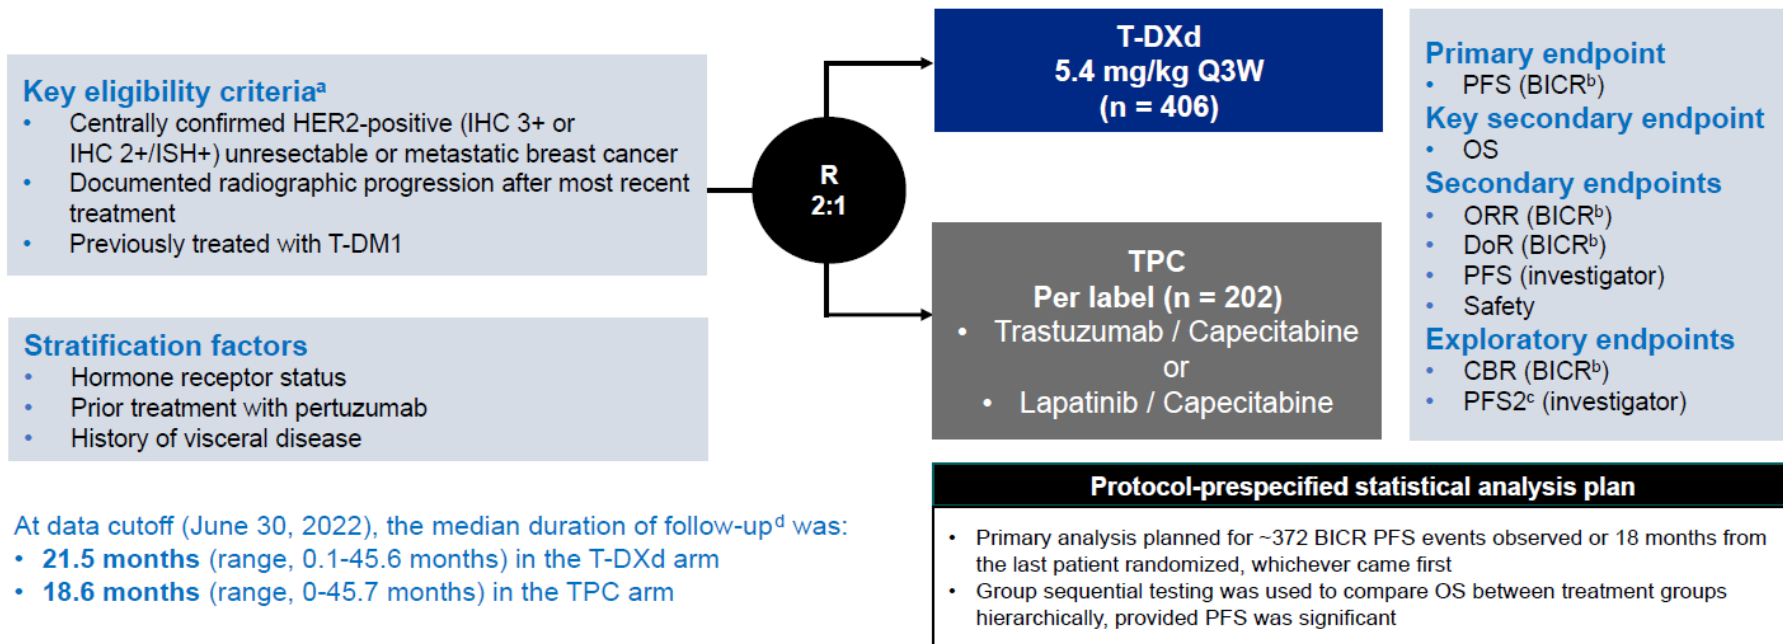 Key eligibility criteriaᵃ
• Centrally confirmed HER2-positive (IHC 3+ or
IHC 2+/ISH+) unresectable or metastatic breast cancer
• Documented radiographic progression after most recent
treatment
• Previously treated with T-DM1
Stratification factors
• Hormone receptor status
• Prior treatment with pertuzumab
• History of visceral disease
At data cutoff (June 30, 2022), the median duration of follow-upᵈ was:
• 21.5 months (range, 0.1-45.6 months) in the T-DXd arm
• 18.6 months (range, 0-45.7 months) in the TPC arm
R
2:1
T-DXd
5.4 mg/kg Q3W
(n = 406)
TPC
Per label (n = 202)
• Trastuzumab / Capecitabine
or
• Lapatinib / Capecitabine
Primary endpoint
• PFS (BICRᵇ)
Key secondary endpoint
• OS
Secondary endpoints
• ORR (BICRᵇ)
• DoR (BICRᵇ)
• PFS (investigator)
• Safety
Exploratory endpoints
• CBR (BICRᵇ)
• PFS2ᶜ (investigator)
Protocol-prespecified statistical analysis plan
• Primary analysis planned for ~372 BICR PFS events observed or 18 months from
the last patient randomized, whichever came first
• Group sequential testing was used to compare OS between treatment groups
hierarchically, provided PFS was significant